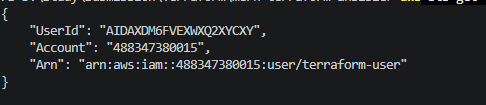 {
    "UserId": "AIDAXDM6FVEXWXQ2XYCXY",
    "Account": "488347380015",
    "Arn": "arn:aws:iam::488347380015:user/terraform-user"
}